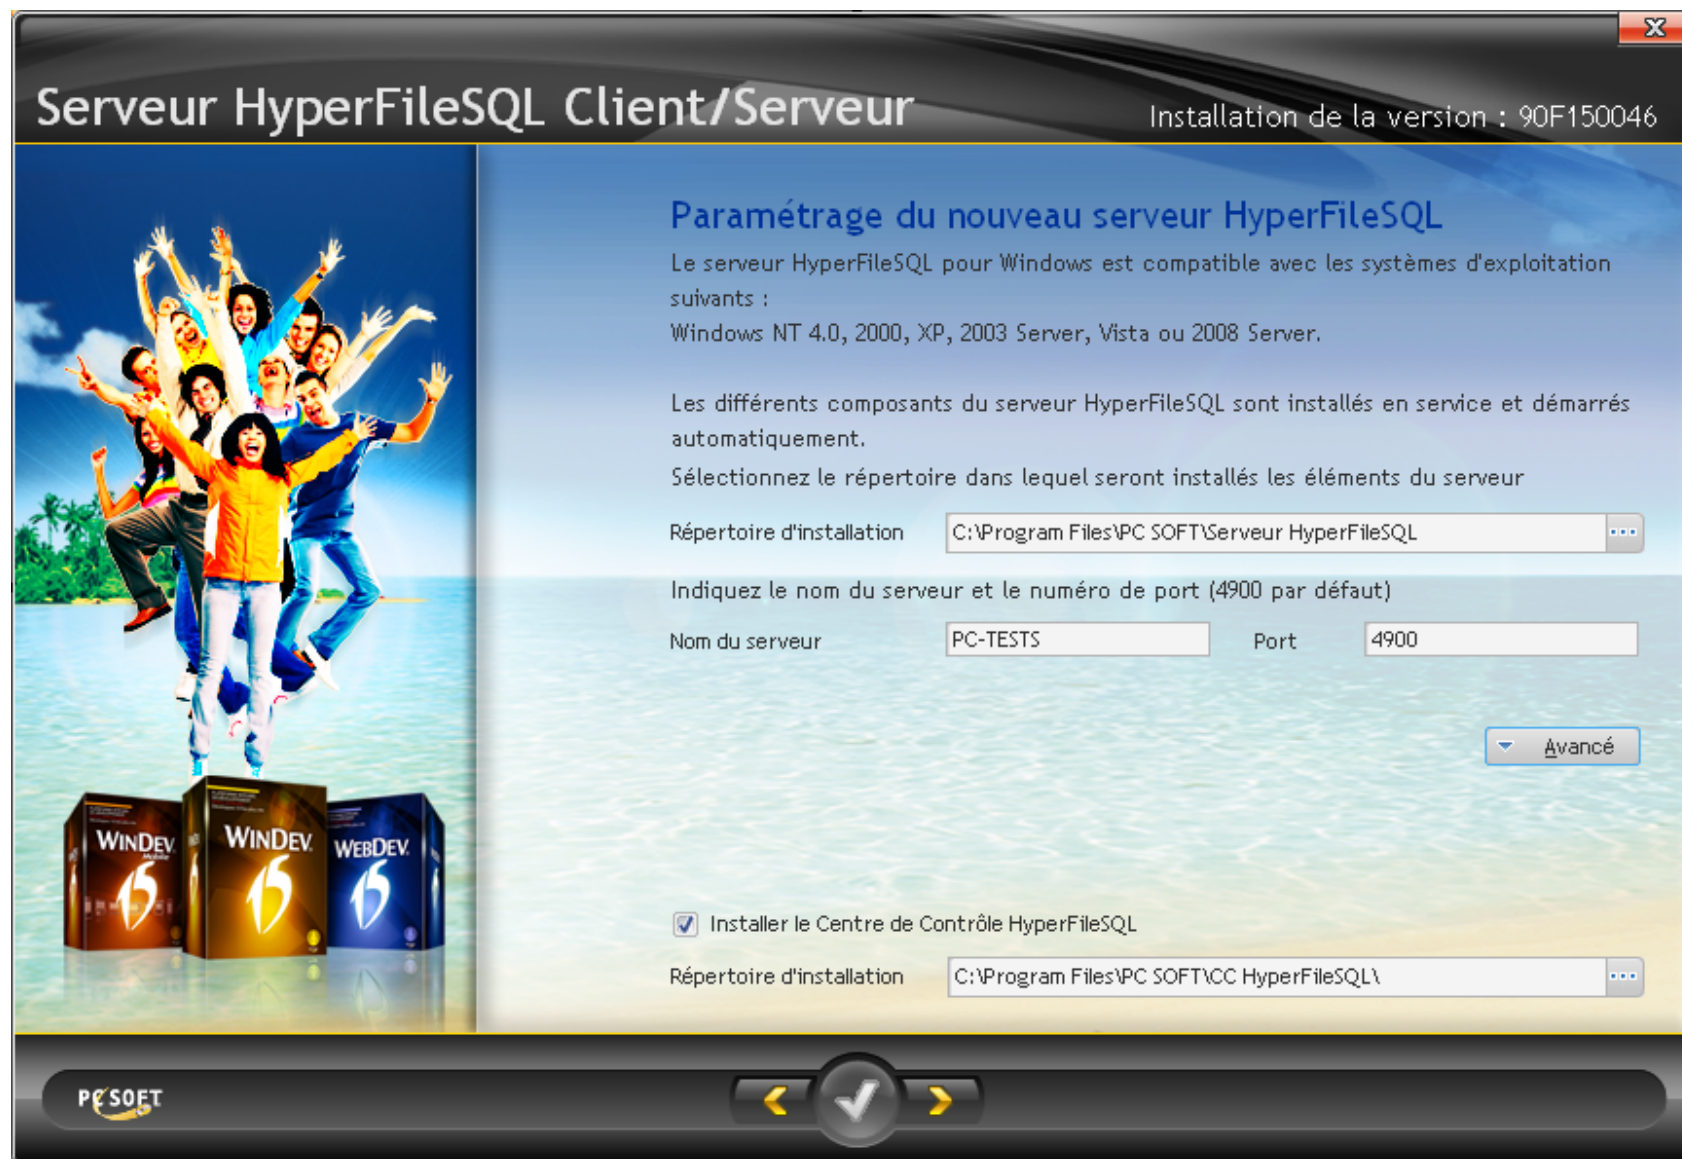 X
Serveur HyperFileSQL Client/Serveur
Installation de la version : 90F150046
Paramétrage du nouveau serveur HyperFileSQL
Le serveur HyperFileSQL pour Windows est compatible avec les systèmes d'exploitation
suivants :
Windows NT 4.0, 2000, XP, 2003 Server, Vista ou 2008 Server.
Les différents composants du serveur HyperFileSQL sont installés en service et démarrés
automatiquement.
Sélectionnez le répertoire dans lequel seront installés les éléments du serveur
Répertoire d'installation C:\Program Files\PC SOFT\Serveur HyperFileSQL ...
Indiquez le nom du serveur et le numéro de port (4900 par défaut)
Nom du serveur PC-TESTS Port 4900
Avancé
WINDEV Mobile 15
WINDEV 15
WEBDEV 15
Installer le Centre de Contrôle HyperFileSQL
Répertoire d'installation C:\Program Files\PC SOFT\CC HyperFileSQL\ ...
PC SOFT